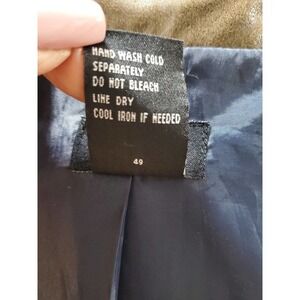 HAND WASH COLD
SEPARATELY
DO NOT BLEACH
LINE DRY
COOL IRON IF NEEDED
49